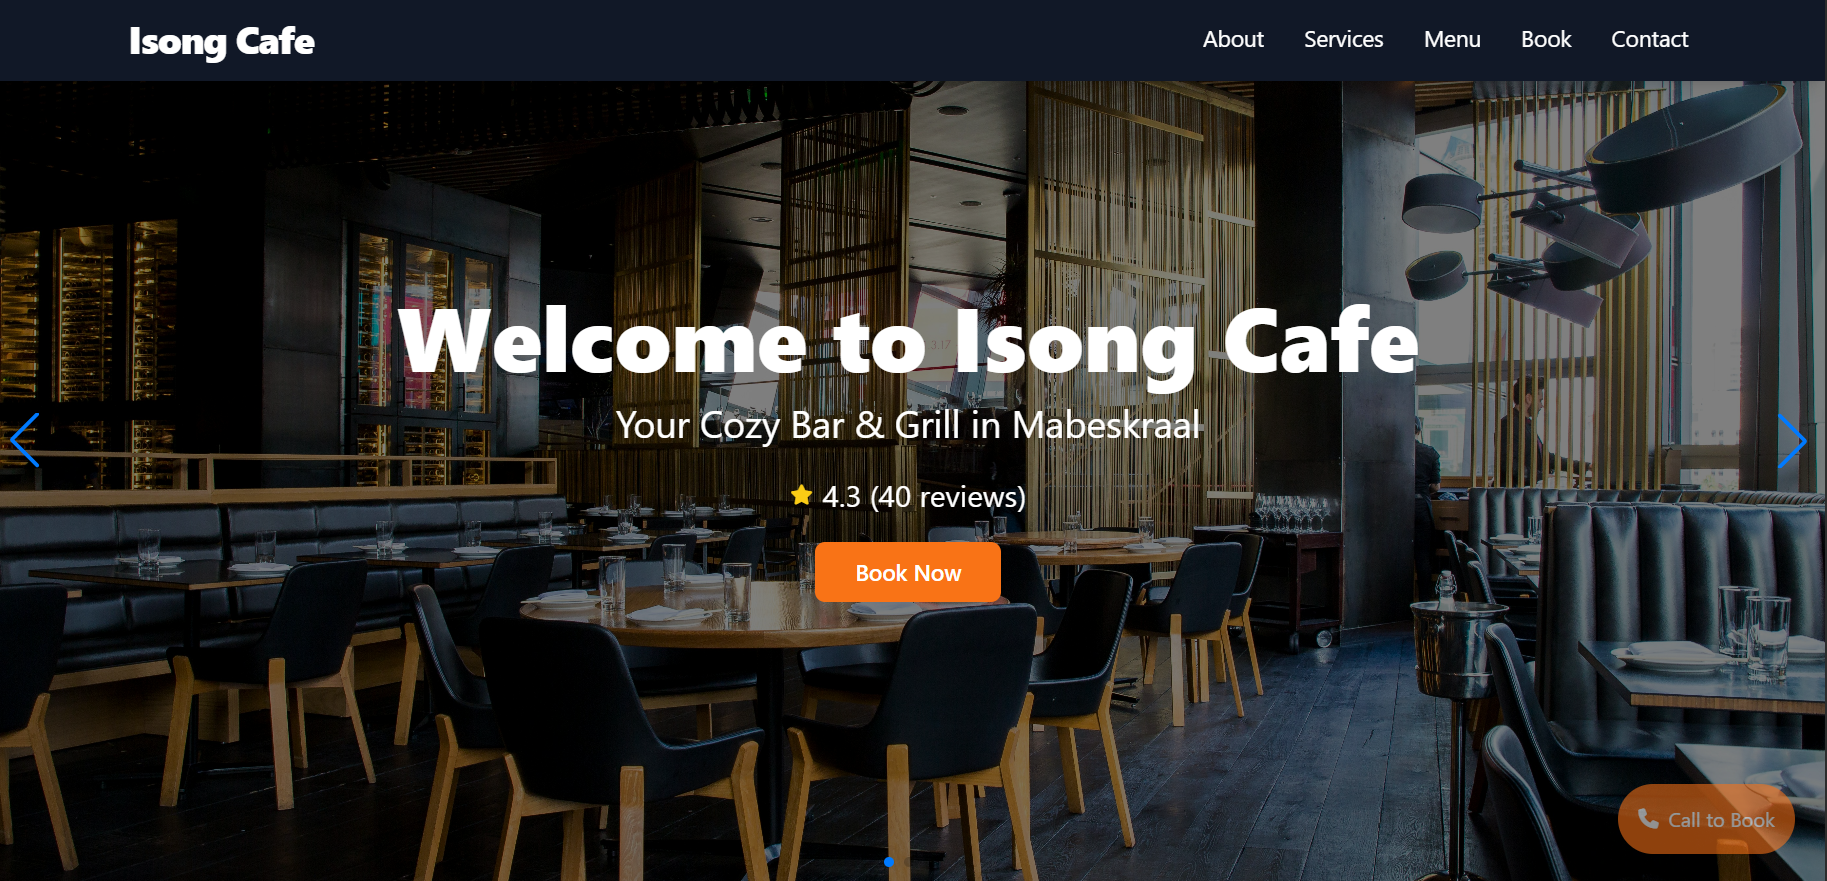 Isong Cafe
About Services Menu Book Contact
Welcome to Isong Cafe
Your Cozy Bar & Grill in Mabeskraal
4.3 (40 reviews)
Book Now
Call to Book